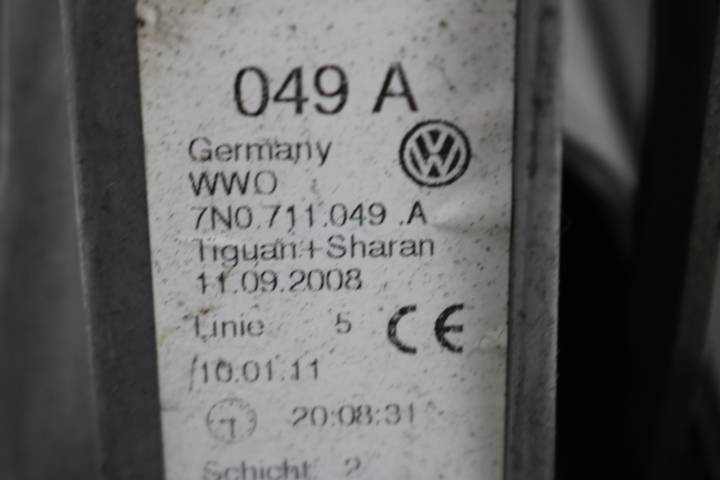 049 A
Germany
WWO
7N0.711.049 .A
Tiguan+Sharan
11.09.2008
Linie 5 CE
/10.01.11
20:08:31
Schicht: 2